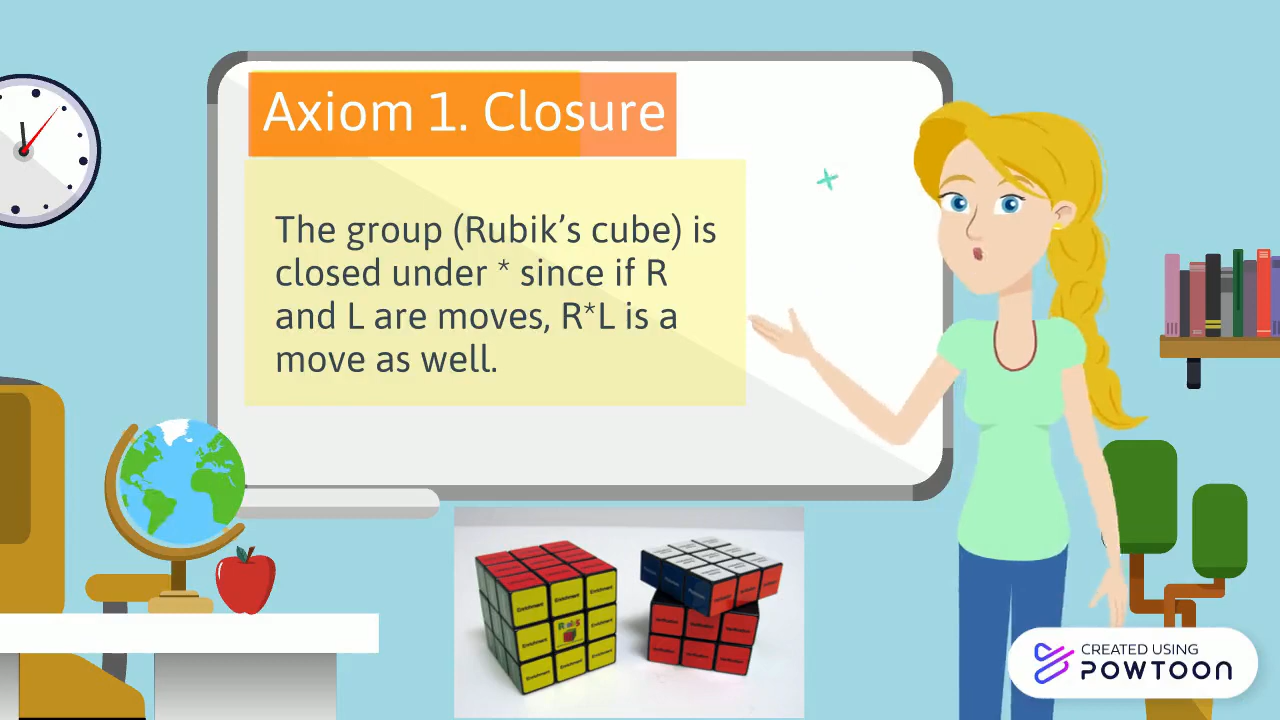 Axiom 1. Closure
The group (Rubik’s cube) is
closed under * since if R
and L are moves, R*L is a
move as well.
CREATED USING
POWTOON